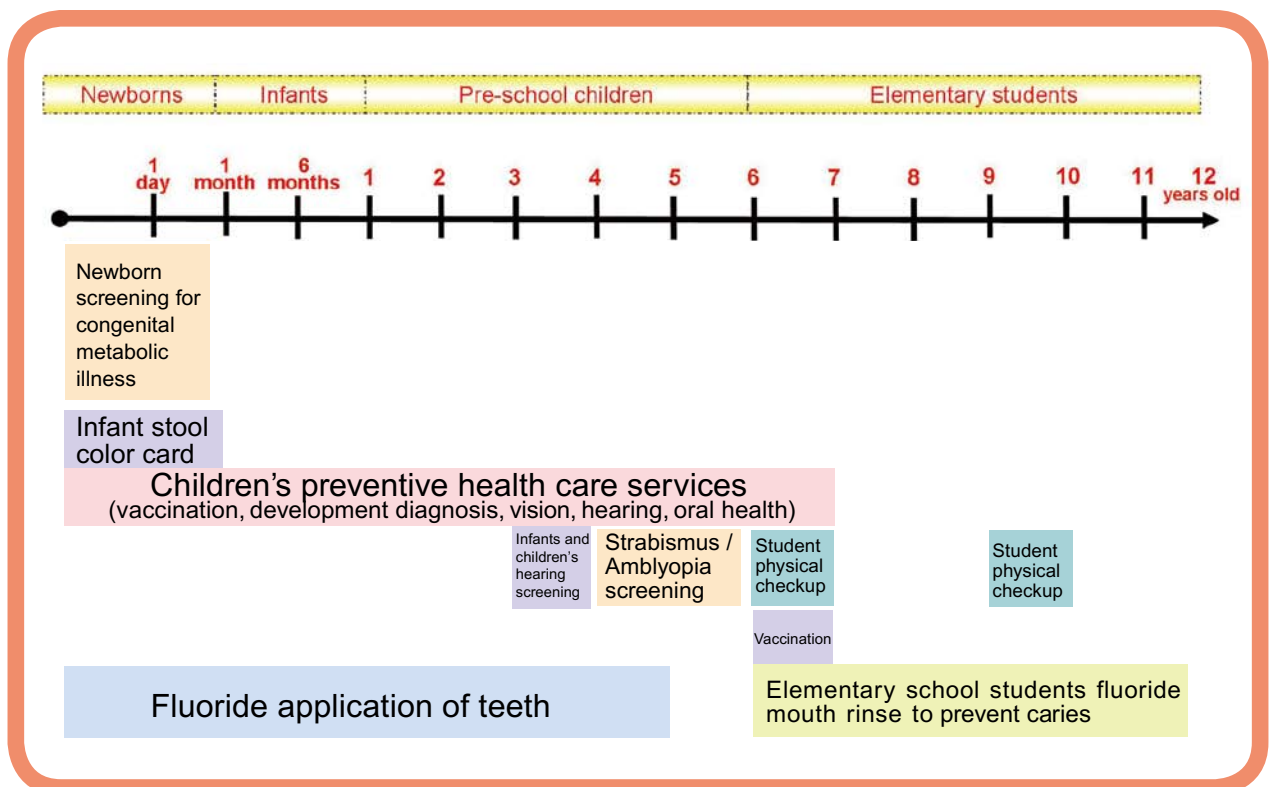 Newborns Infants Pre-school children Elementary students
1 day 1 month 6 months 1 2 3 4 5 6 7 8 9 10 11 12 years old
Newborn
screening for
congenital
metabolic
illness
Infant stool
color card
Children's preventive health care services
(vaccination, development diagnosis, vision, hearing, oral health)
Infants and
children's
hearing
screening
Strabismus /
Amblyopia
screening
Student
physical
checkup
Student
physical
checkup
Vaccination
Fluoride application of teeth
Elementary school students fluoride
mouth rinse to prevent caries